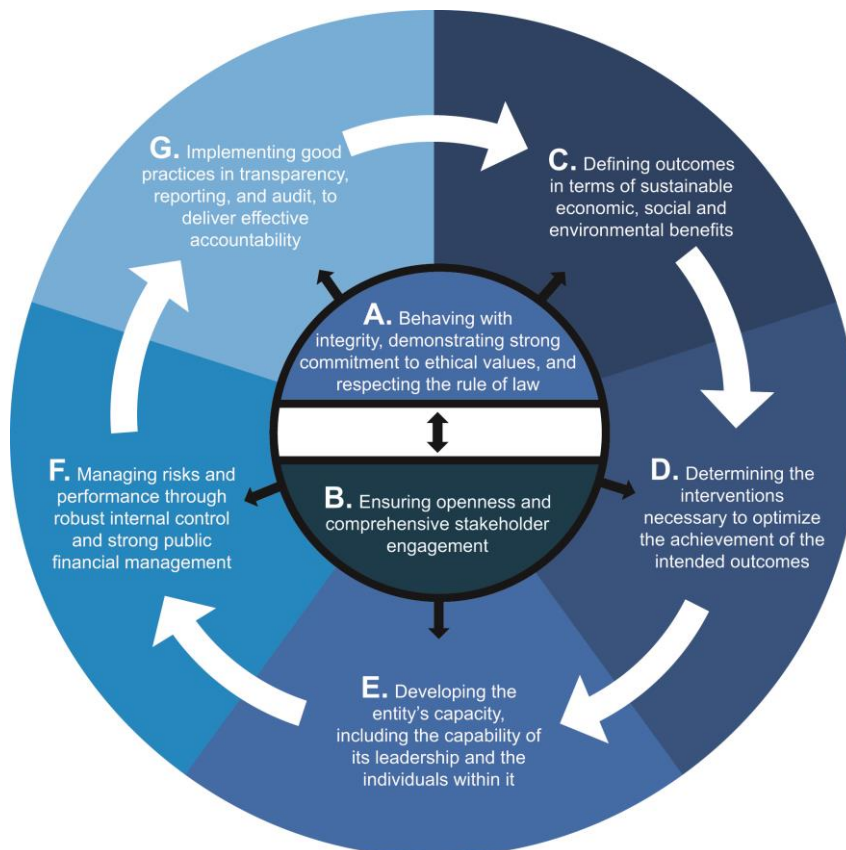 A. Behaving with
integrity, demonstrating strong
commitment to ethical values, and
respecting the rule of law
B. Ensuring openness and
comprehensive stakeholder
engagement
C. Defining outcomes
in terms of sustainable
economic, social and
environmental benefits
D. Determining the
interventions
necessary to optimize
the achievement of the
intended outcomes
E. Developing the
entity's capacity,
including the capability of
its leadership and the
individuals within it
F. Managing risks and
performance through
robust internal control
and strong public
financial management
G. Implementing good
practices in transparency,
reporting, and audit, to
deliver effective
accountability